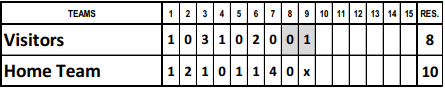 TEAMS 1 2 3 4 5 6 7 8 9 10 11 12 13 14 15 RES.
Visitors 1 0 3 1 0 2 0 0 1 8
Home Team 1 2 1 0 1 1 4 0 x 10